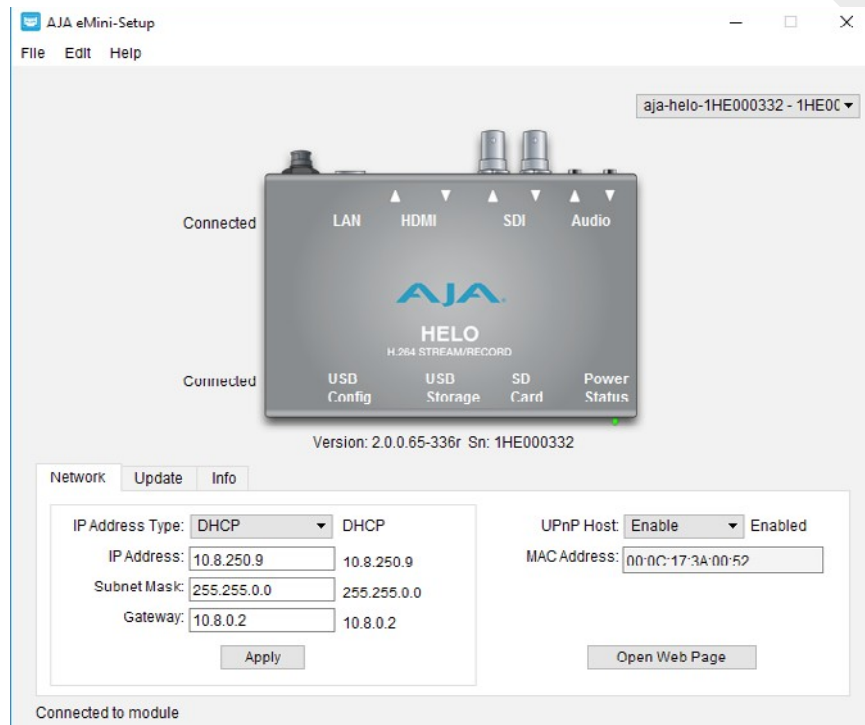 AJA eMini-Setup
File Edit Help
aja-helo-1HE000332 - 1HE00
Connected
LAN HDMI SDI Audio
AJA
HELO
H.264 STREAM/RECORD
Connected
USB Config USB Storage SD Card Power Status
Version: 2.0.0.65-336r Sn: 1HE000332
Network Update Info
IP Address Type: DHCP DHCP
UPnP Host: Enable Enabled
IP Address: 10.8.250.9 10.8.250.9
MAC Address: 00:0C:17:3A:00:52
Subnet Mask: 255.255.0.0 255.255.0.0
Gateway: 10.8.0.2 10.8.0.2
Apply
Open Web Page
Connected to module